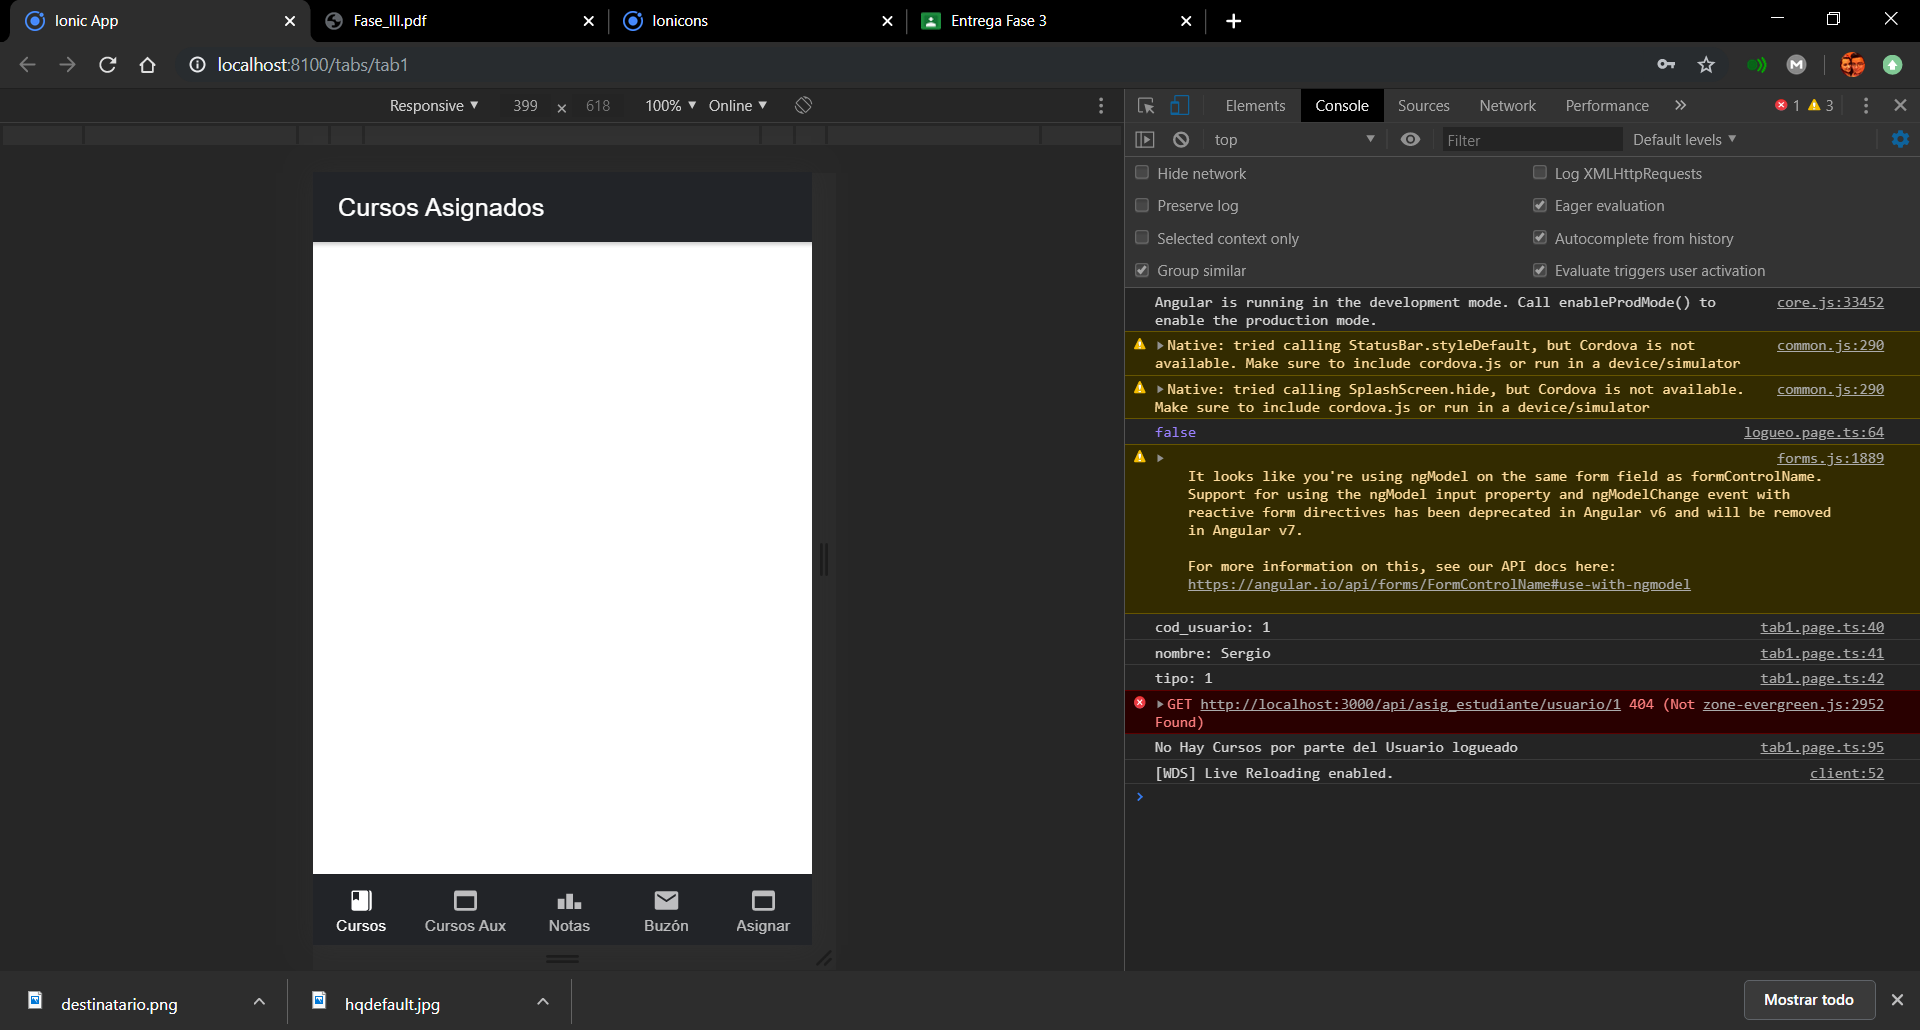 Ionic App
Fase_III.pdf
Ionicons
Entrega Fase 3
localhost:8100/tabs/tab1
Responsive ▼ 399 × 618 100% ▼ Online ▼
Elements Console Sources Network Performance » 1 3
top ▼ Filter Default levels ▼
Hide network
Log XMLHttpRequests
Preserve log
Eager evaluation
Selected context only
Autocomplete from history
Group similar
Evaluate triggers user activation
Cursos Asignados
Angular is running in the development mode. Call enableProdMode() to core.js:33452
enable the production mode.
Native: tried calling StatusBar.styleDefault, but Cordova is not common.js:290
available. Make sure to include cordova.js or run in a device/simulator
Native: tried calling SplashScreen.hide, but Cordova is not available. common.js:290
Make sure to include cordova.js or run in a device/simulator
false logueo.page.ts:64
forms.js:1889
It looks like you're using ngModel on the same form field as formControlName.
Support for using the ngModel input property and ngModelChange event with
reactive form directives has been deprecated in Angular v6 and will be removed
in Angular v7.
For more information on this, see our API docs here:
https://angular.io/api/forms/FormControlName#use-with-ngmodel
cod_usuario: 1 tab1.page.ts:40
nombre: Sergio tab1.page.ts:41
tipo: 1 tab1.page.ts:42
GET http://localhost:3000/api/asig_estudiante/usuario/1 404 (Not zone-evergreen.js:2952
Found)
No Hay Cursos por parte del Usuario logueado tab1.page.ts:95
[WDS] Live Reloading enabled. client:52
Cursos Cursos Aux Notas Buzón Asignar
destinatario.png
hqdefault.jpg
Mostrar todo